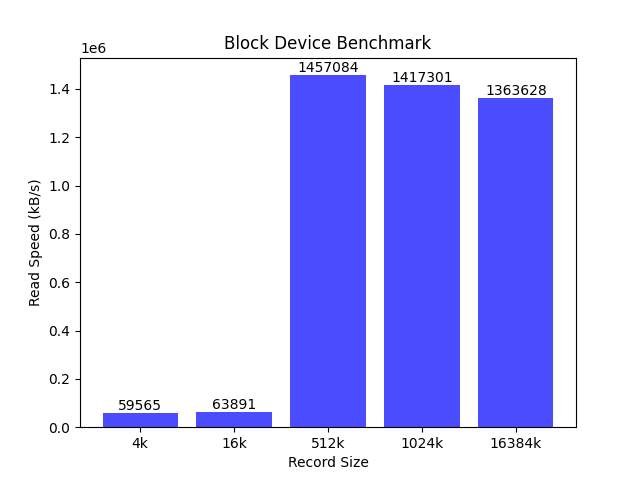 Block Device Benchmark
1e6
1457084
1417301
1363628
1.4
1.2
1.0
0.8
0.6
0.4
0.2
0.0
Read Speed (kB/s)
59565
63891
4k 16k 512k 1024k 16384k
Record Size